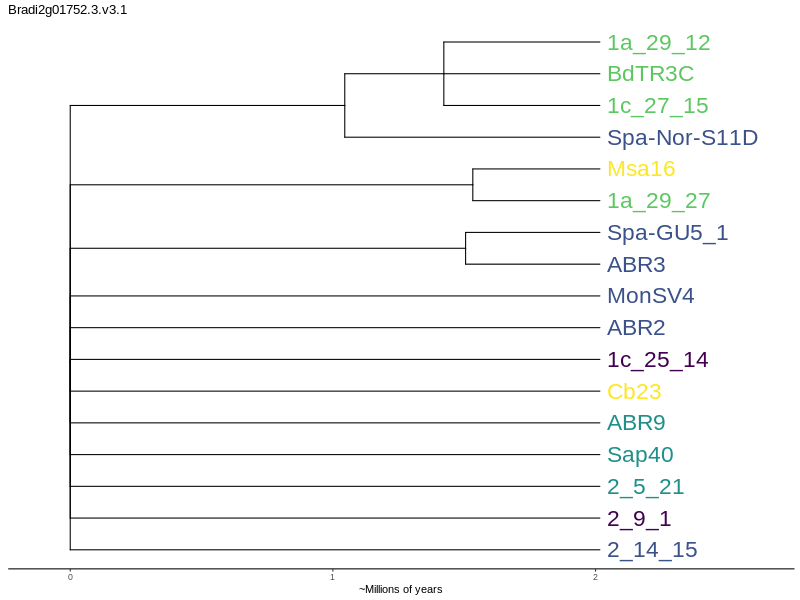 Bradi2g01752.3.v3.1
1a_29_12
BdTR3C
1c_27_15
Spa-Nor-S11D
Msa16
1a_29_27
Spa-GU5_1
ABR3
MonSV4
ABR2
1c_25_14
Cb23
ABR9
Sap40
2_5_21
2_9_1
2_14_15
0 1 2
~Millions of years